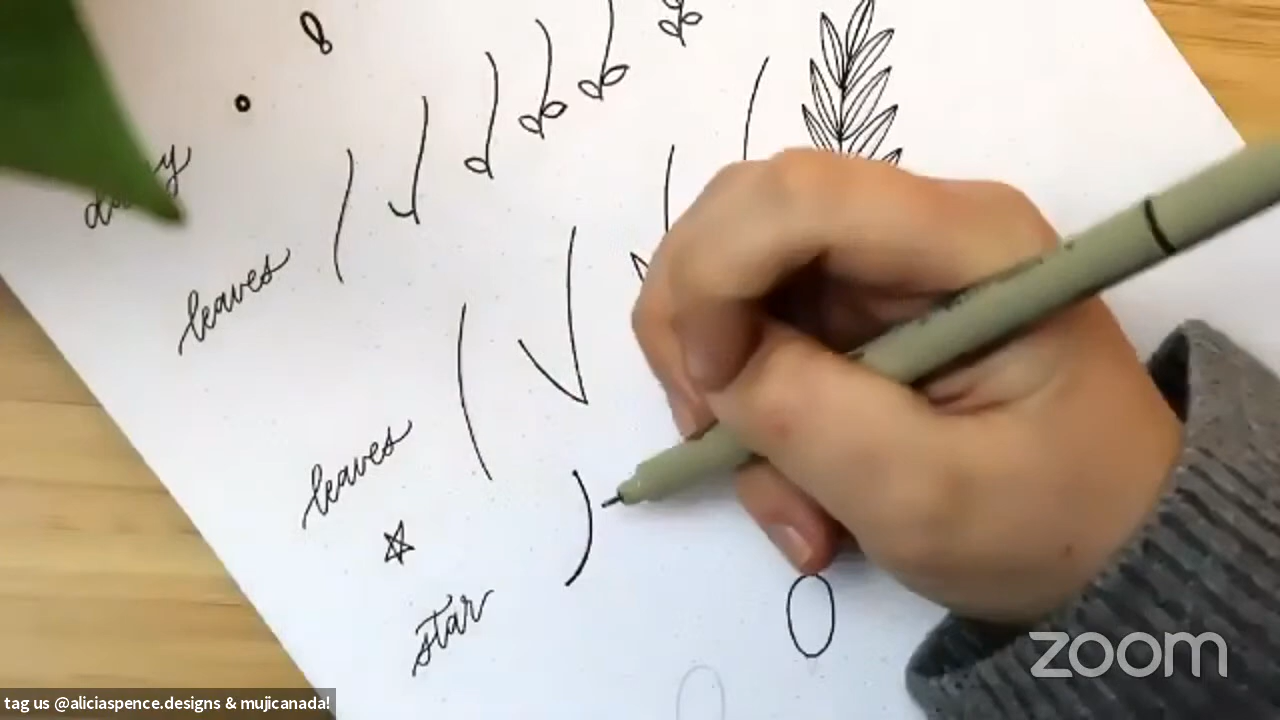 leaves
leaves
star
zoom
tag us @aliciaspence.designs & mujicanada!